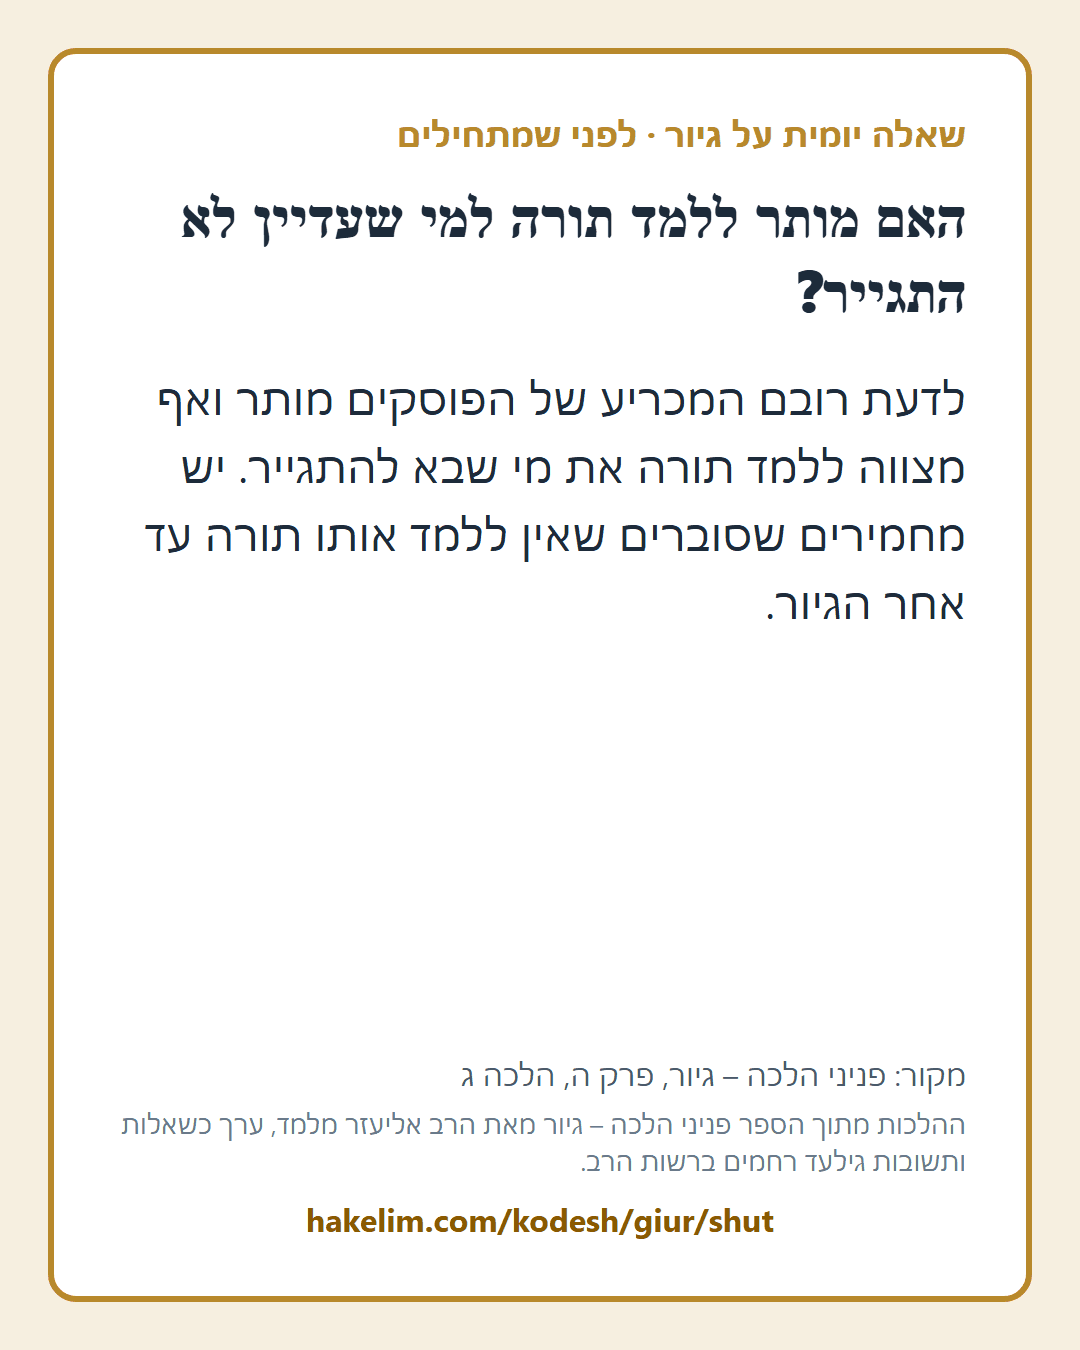 שאלה יומית על גיור · לפני שמתחילים
האם מותר ללמד תורה למי שעדיין לא
התגייר?
לדעת רובם המכריע של הפוסקים מותר ואף
מצווה ללמד תורה את מי שבא להתגייר. יש
מחמירים שסוברים שאין ללמד אותו תורה עד
אחר הגיור.
מקור: פניני הלכה – גיור, פרק ה, הלכה ג
ההלכות מתוך הספר פניני הלכה – גיור מאת הרב אליעזר מלמד, ערך כשאלות
ותשובות גילעד רחמים ברשות הרב.
hakelim.com/kodesh/giur/shut